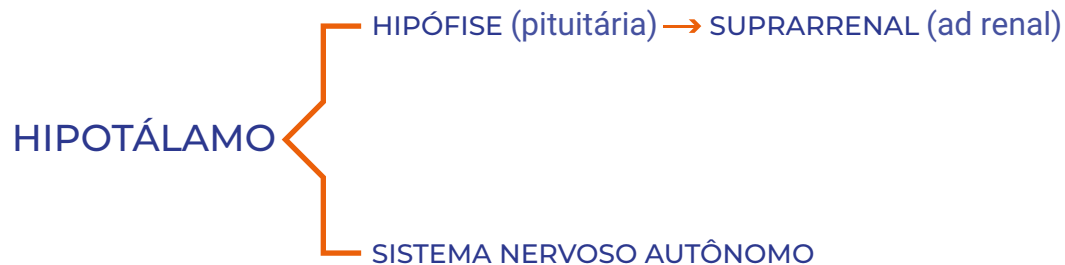 HIPÓFISE (pituitária) → SUPRARRENAL (ad renal)
HIPOTÁLAMO
SISTEMA NERVOSO AUTÔNOMO